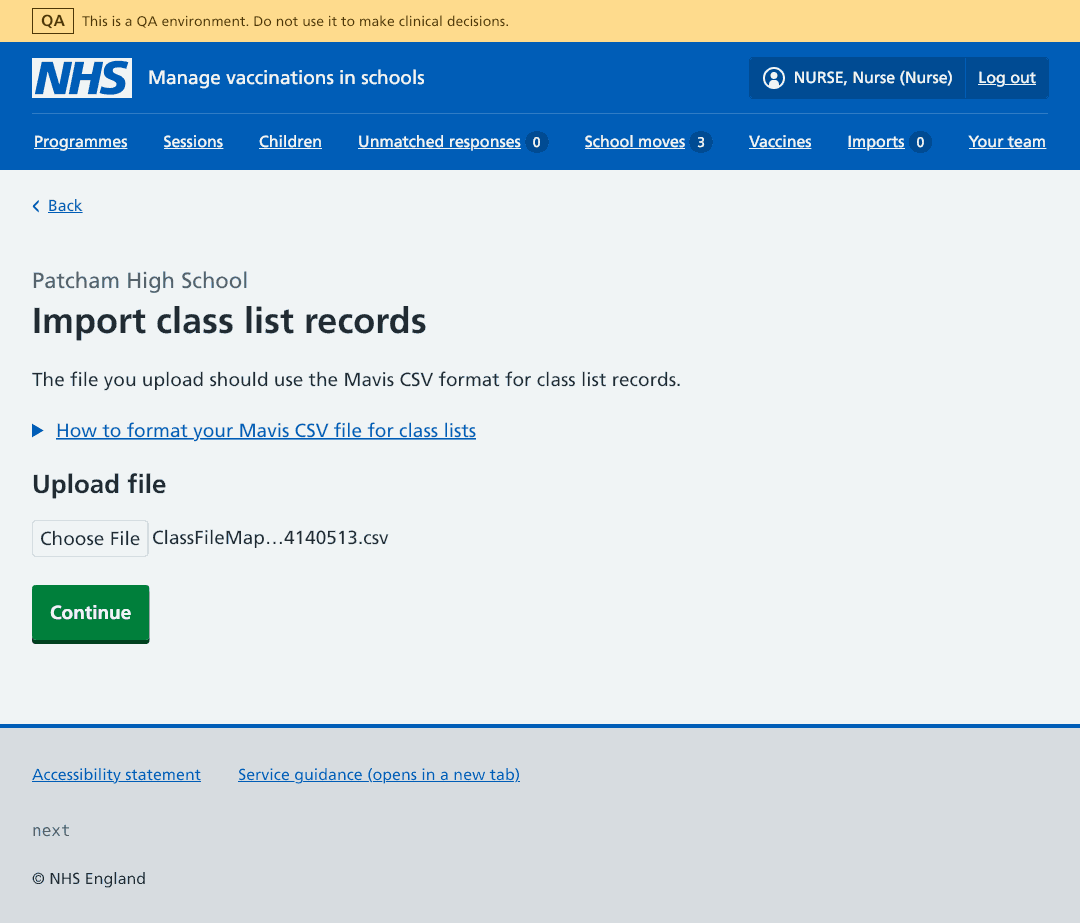 QA This is a QA environment. Do not use it to make clinical decisions.
NHS Manage vaccinations in schools NURSE, Nurse (Nurse) Log out
Programmes Sessions Children Unmatched responses 0 School moves 3 Vaccines Imports 0 Your team
Back
Patcham High School
Import class list records
The file you upload should use the Mavis CSV format for class list records.
How to format your Mavis CSV file for class lists
Upload file
Choose File ClassFileMap…4140513.csv
Continue
Accessibility statement Service guidance (opens in a new tab)
next
© NHS England